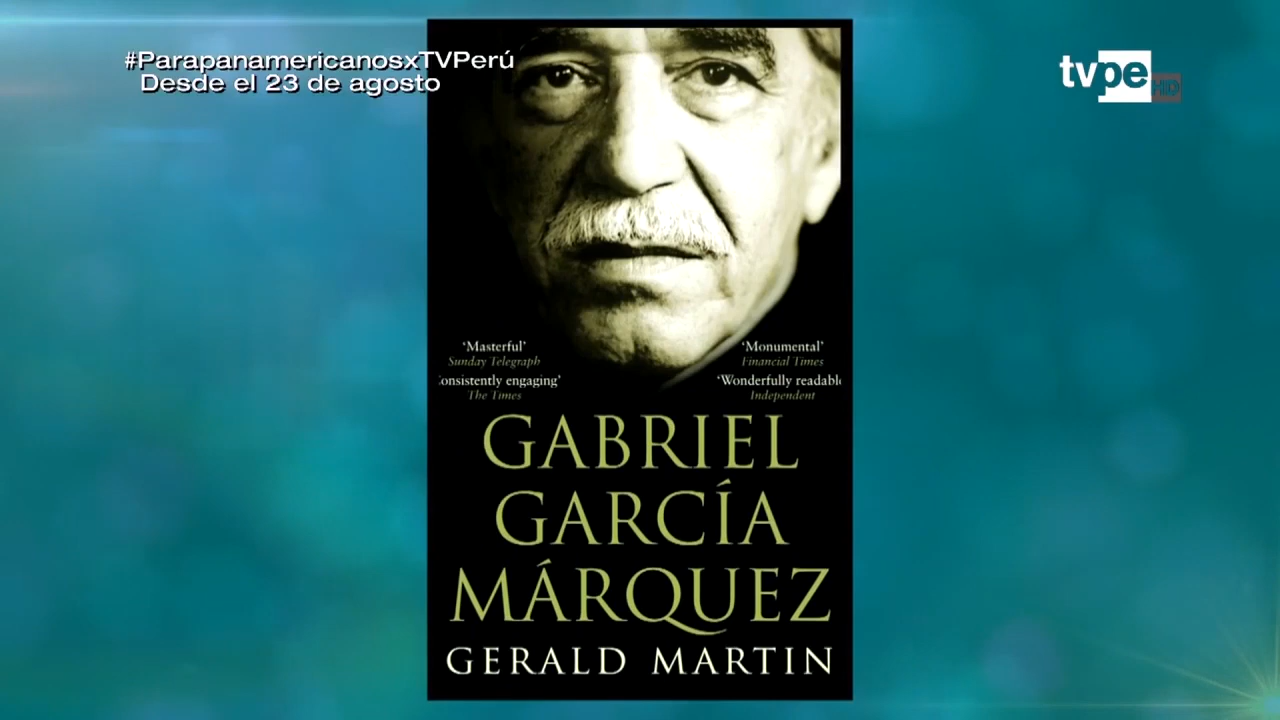 #ParapanamericanosxTVPerú
Desde el 23 de agosto
tvpe HD
‘Masterful’
Sunday Telegraph
‘Monumental’
Financial Times
onsistently engaging’
The Times
‘Wonderfully readabl
Independent
GABRIEL
GARCÍA
MÁRQUEZ
GERALD MARTIN